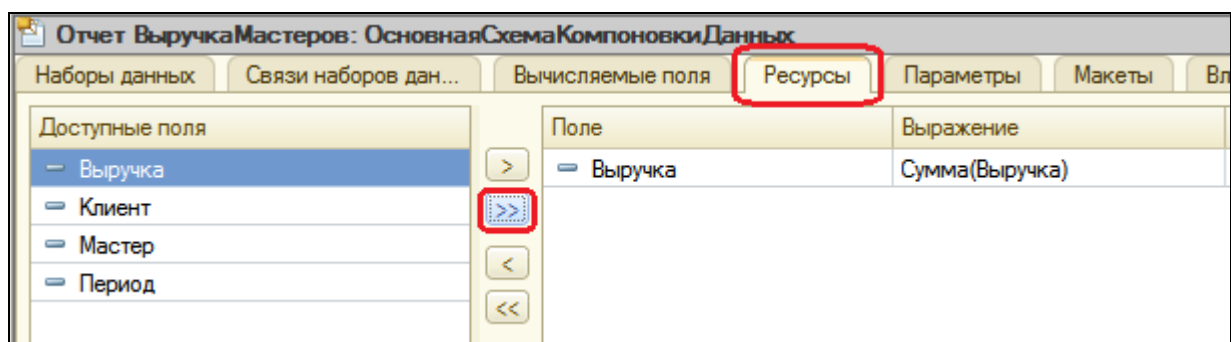 Отчет ВыручкаМастеров: ОсновнаяСхемаКомпоновкиДанных
Наборы данных Связи наборов дан... Вычисляемые поля Ресурсы Параметры Макеты Вл
Доступные поля Поле Выражение
Выручка > Выручка Сумма(Выручка)
Клиент >>
Мастер
< 
Период
<<